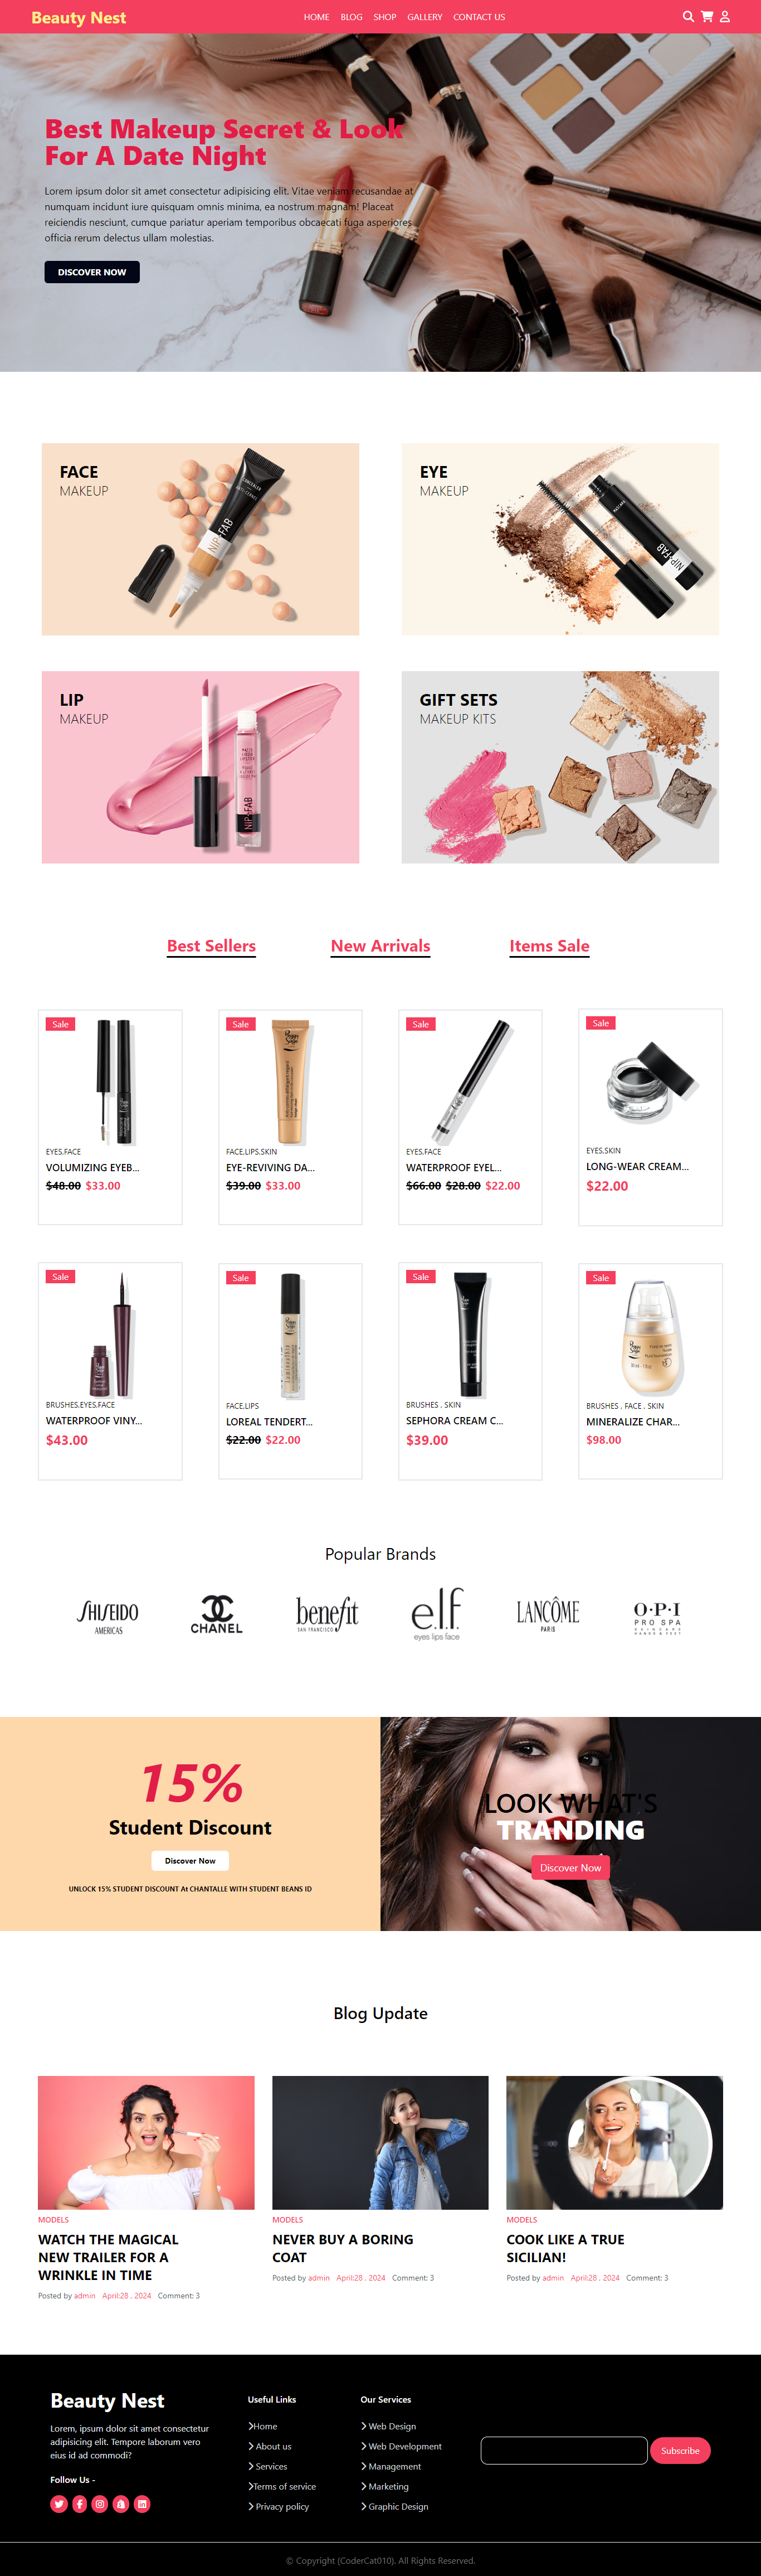 Beauty Nest
HOME BLOG SHOP GALLERY CONTACT US
Best Makeup Secret & Look
For A Date Night
Lorem ipsum dolor sit amet consectetur adipisicing elit. Vitae veniam recusandae at
numquam incidunt iure quisquam omnis minima, ea nostrum magnam! Placeat
reiciendis nesciunt, cumque pariatur aperiam temporibus obcaecati fuga asperiores
officia rerum delectus ullam molestias.
DISCOVER NOW
FACE
MAKEUP
NIP+FAB
EYE
MAKEUP
NIP+FAB
LIP
MAKEUP
NIP+FAB
GIFT SETS
MAKEUP KITS
Best Sellers
New Arrivals
Items Sale
Sale
EYES,FACE
VOLUMIZING EYEB...
$48.00 $33.00
Sale
FACE,LIPS,SKIN
EYE-REVIVING DA...
$39.00 $33.00
Sale
EYES,FACE
WATERPROOF EYEL...
$66.00 $28.00 $22.00
Sale
EYES,SKIN
LONG-WEAR CREAM...
$22.00
Sale
BRUSHES,EYES,FACE
WATERPROOF VINY...
$43.00
Sale
FACE,LIPS
LOREAL TENDERT...
$22.00 $22.00
Sale
BRUSHES , SKIN
SEPHORA CREAM C...
$39.00
Sale
BRUSHES , FACE , SKIN
MINERALIZE CHAR...
$98.00
Popular Brands
SHISEIDO
AMERICAS
CHANEL
benefit
SAN FRANCISCO
e.l.f.
eyes lips face
LANCÔME
PARIS
O·P·I
PRO SPA
SKINCARE
HANDS & FEET
15%
Student Discount
Discover Now
UNLOCK 15% STUDENT DISCOUNT At CHANTALLE WITH STUDENT BEANS ID
LOOK WHAT'S
TRANDING
Discover Now
Blog Update
MODELS
WATCH THE MAGICAL
NEW TRAILER FOR A
WRINKLE IN TIME
Posted by admin April:28 , 2024 Comment: 3
MODELS
NEVER BUY A BORING
COAT
Posted by admin April:28 , 2024 Comment: 3
MODELS
COOK LIKE A TRUE
SICILIAN!
Posted by admin April:28 , 2024 Comment: 3
Beauty Nest
Lorem, ipsum dolor sit amet consectetur
adipisicing elit. Tempore laborum vero
eius id ad commodi?
Follow Us -
Useful Links
Home
About us
Services
Terms of service
Privacy policy
Our Services
Web Design
Web Development
Management
Marketing
Graphic Design
Subscribe
© Copyright (CoderCat010). All Rights Reserved.